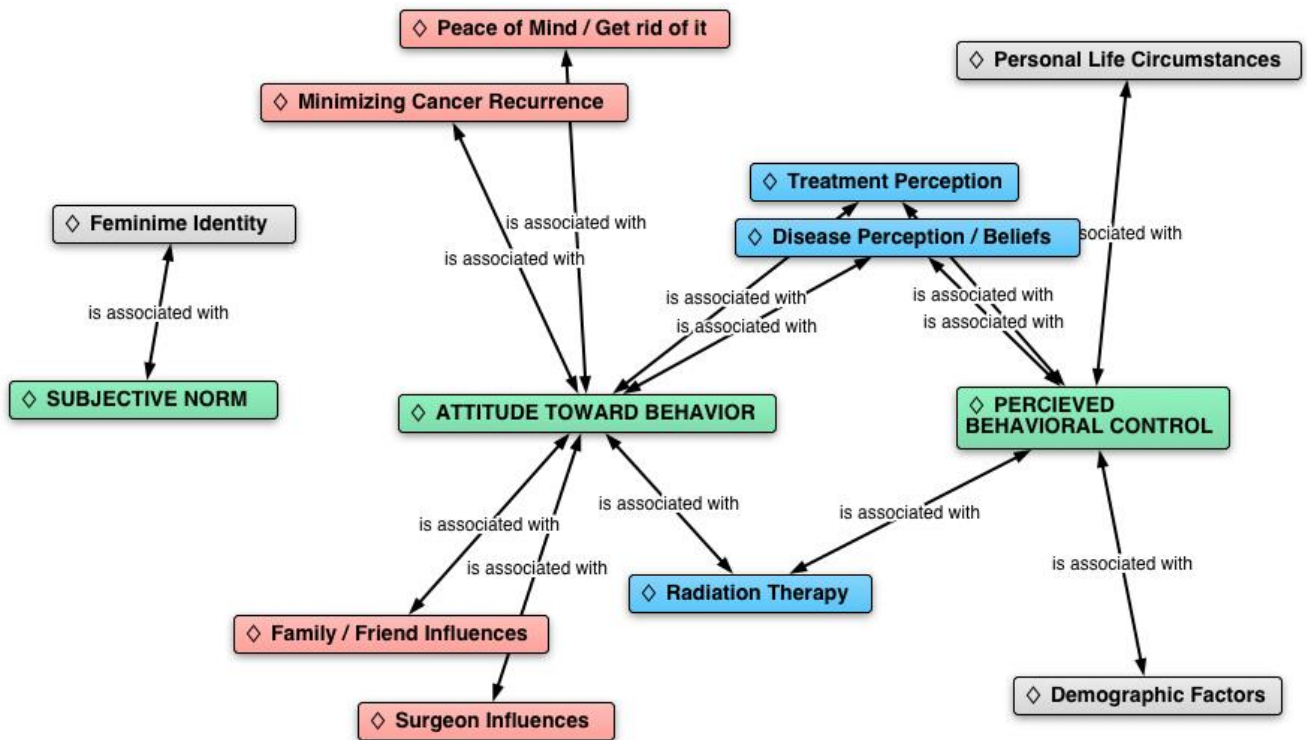 ◇ Peace of Mind / Get rid of it
◇ Personal Life Circumstances
◇ Minimizing Cancer Recurrence
◇ Treatment Perception
◇ Feminime Identity
is associated with
◇ Disease Perception / Beliefs
sociated with
is associated with
is associated with
is associated with
is associated with
is associated with
is associated with
is associated with
◇ SUBJECTIVE NORM
◇ ATTITUDE TOWARD BEHAVIOR
◇ PERCIEVED
BEHAVIORAL CONTROL
is associated with
is associated with
is associated with
is associated with
is associated with
◇ Radiation Therapy
◇ Family / Friend Influences
◇ Surgeon Influences
◇ Demographic Factors